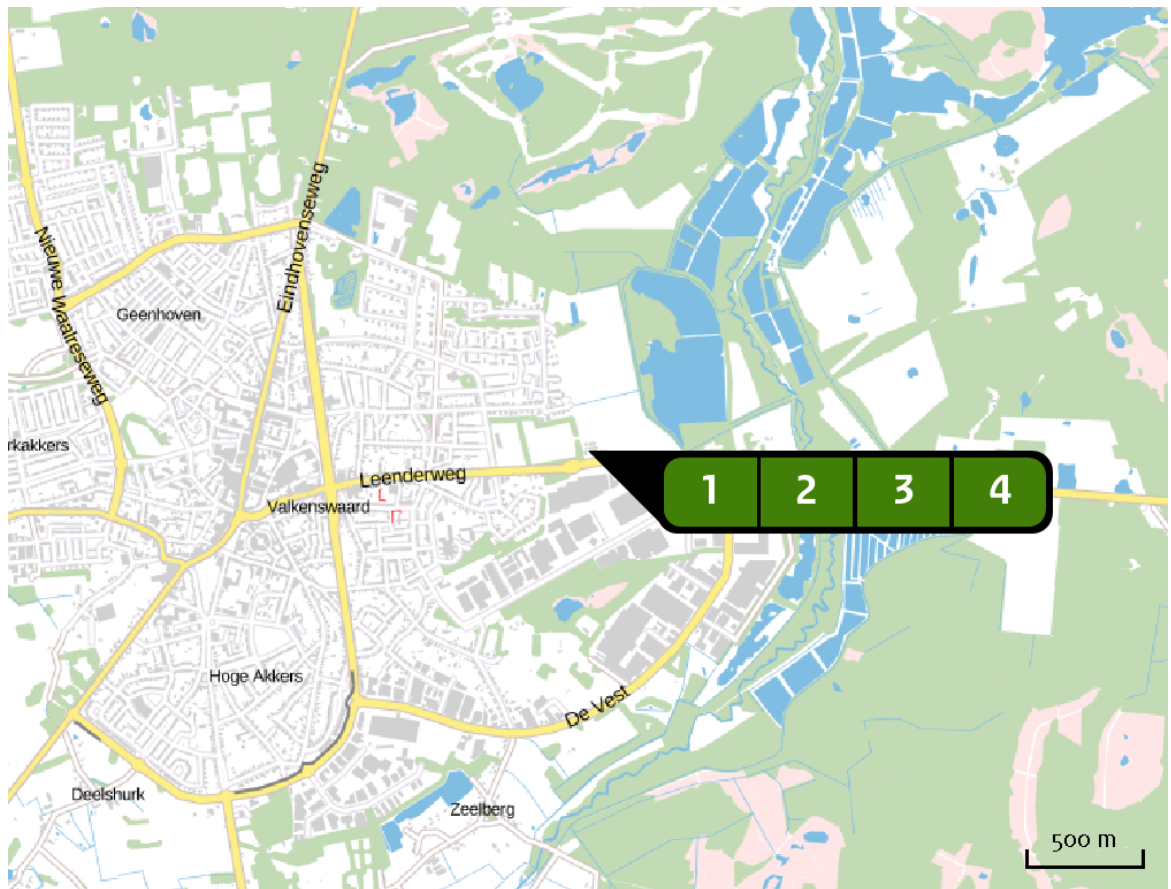 Nieuwe Waalreseweg
Eindhovenseweg
Geenhoven
rkakkers
Leenderweg
Valkenswaard
1 2 3 4
Hoge Akkers
De Vest
Deelshurk
Zeelberg
500 m